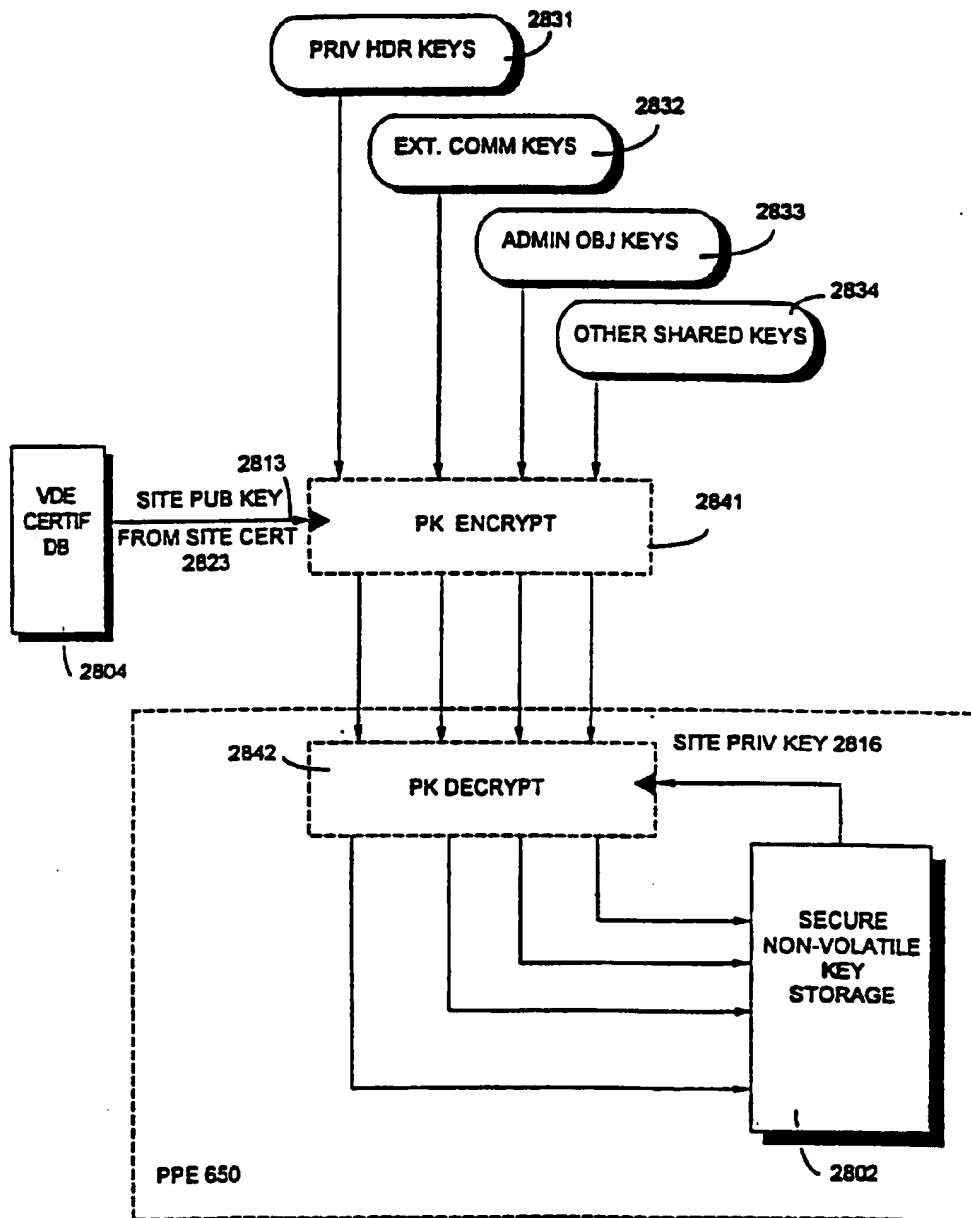 2831
PRIV HDR KEYS
2832
EXT. COMM KEYS
2833
ADMIN OBJ KEYS
2834
OTHER SHARED KEYS
2813
VDE
CERTIF
DB
SITE PUB KEY
FROM SITE CERT
2823
PK ENCRYPT
2841
2804
2842
PK DECRYPT
SITE PRIV KEY 2816
SECURE
NON-VOLATILE
KEY
STORAGE
2802
PPE 650